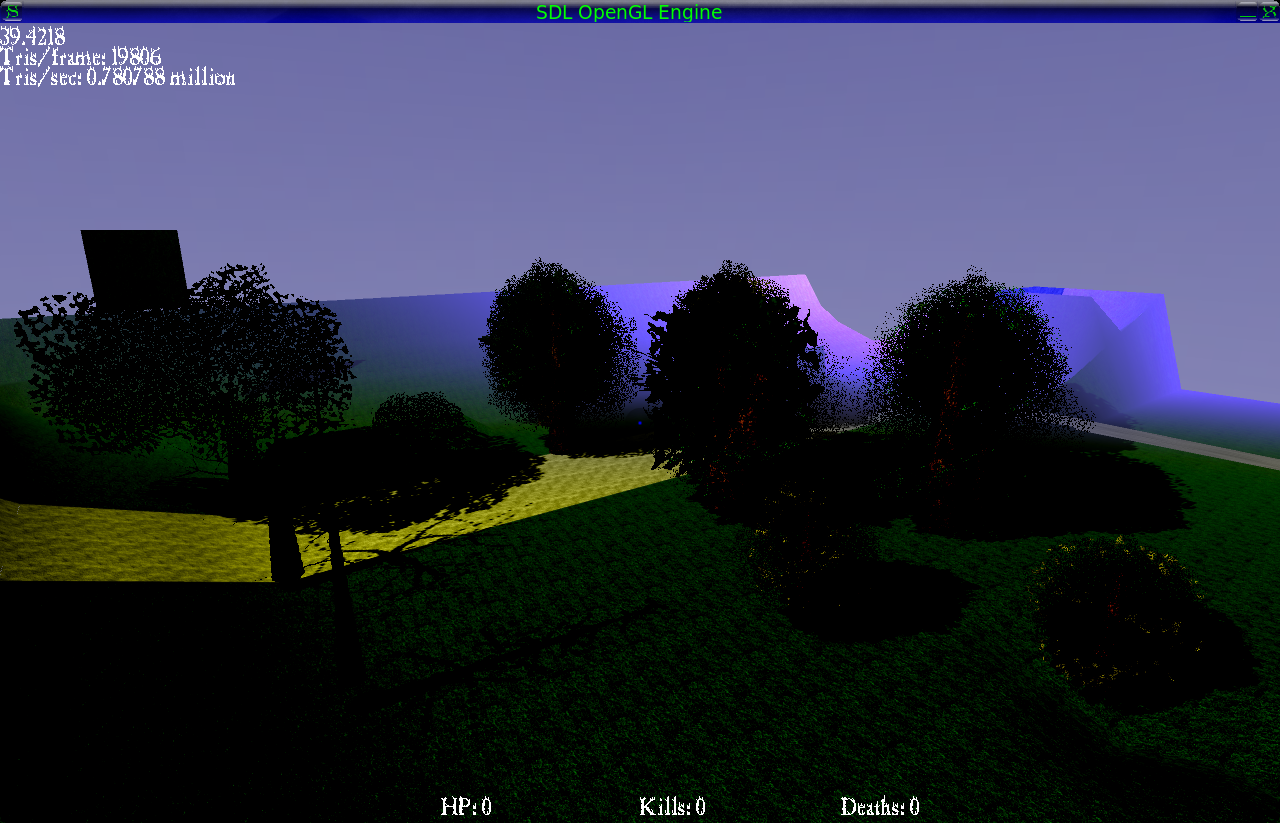 SDL OpenGL Engine
39.4218
Tris/frame: 19806
Tris/sec: 0.780788 million
HP: 0 Kills: 0 Deaths: 0